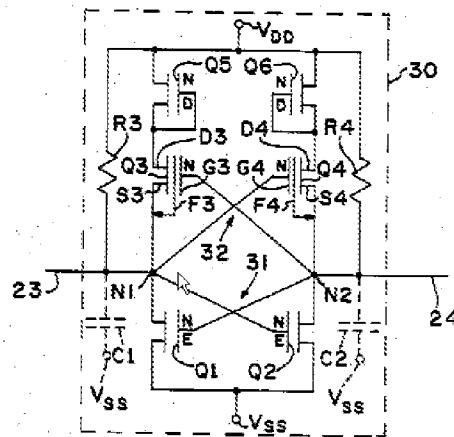 VDD
Q5 Q6
30
N N
D D
R3 D3 D4 R4
Q3 N G3 G4 N Q4
S3 F3 F4 S4
32
23 N1 31 N2 24
N N
E E
C1 Q1 Q2 C2
VSS VSS VSS